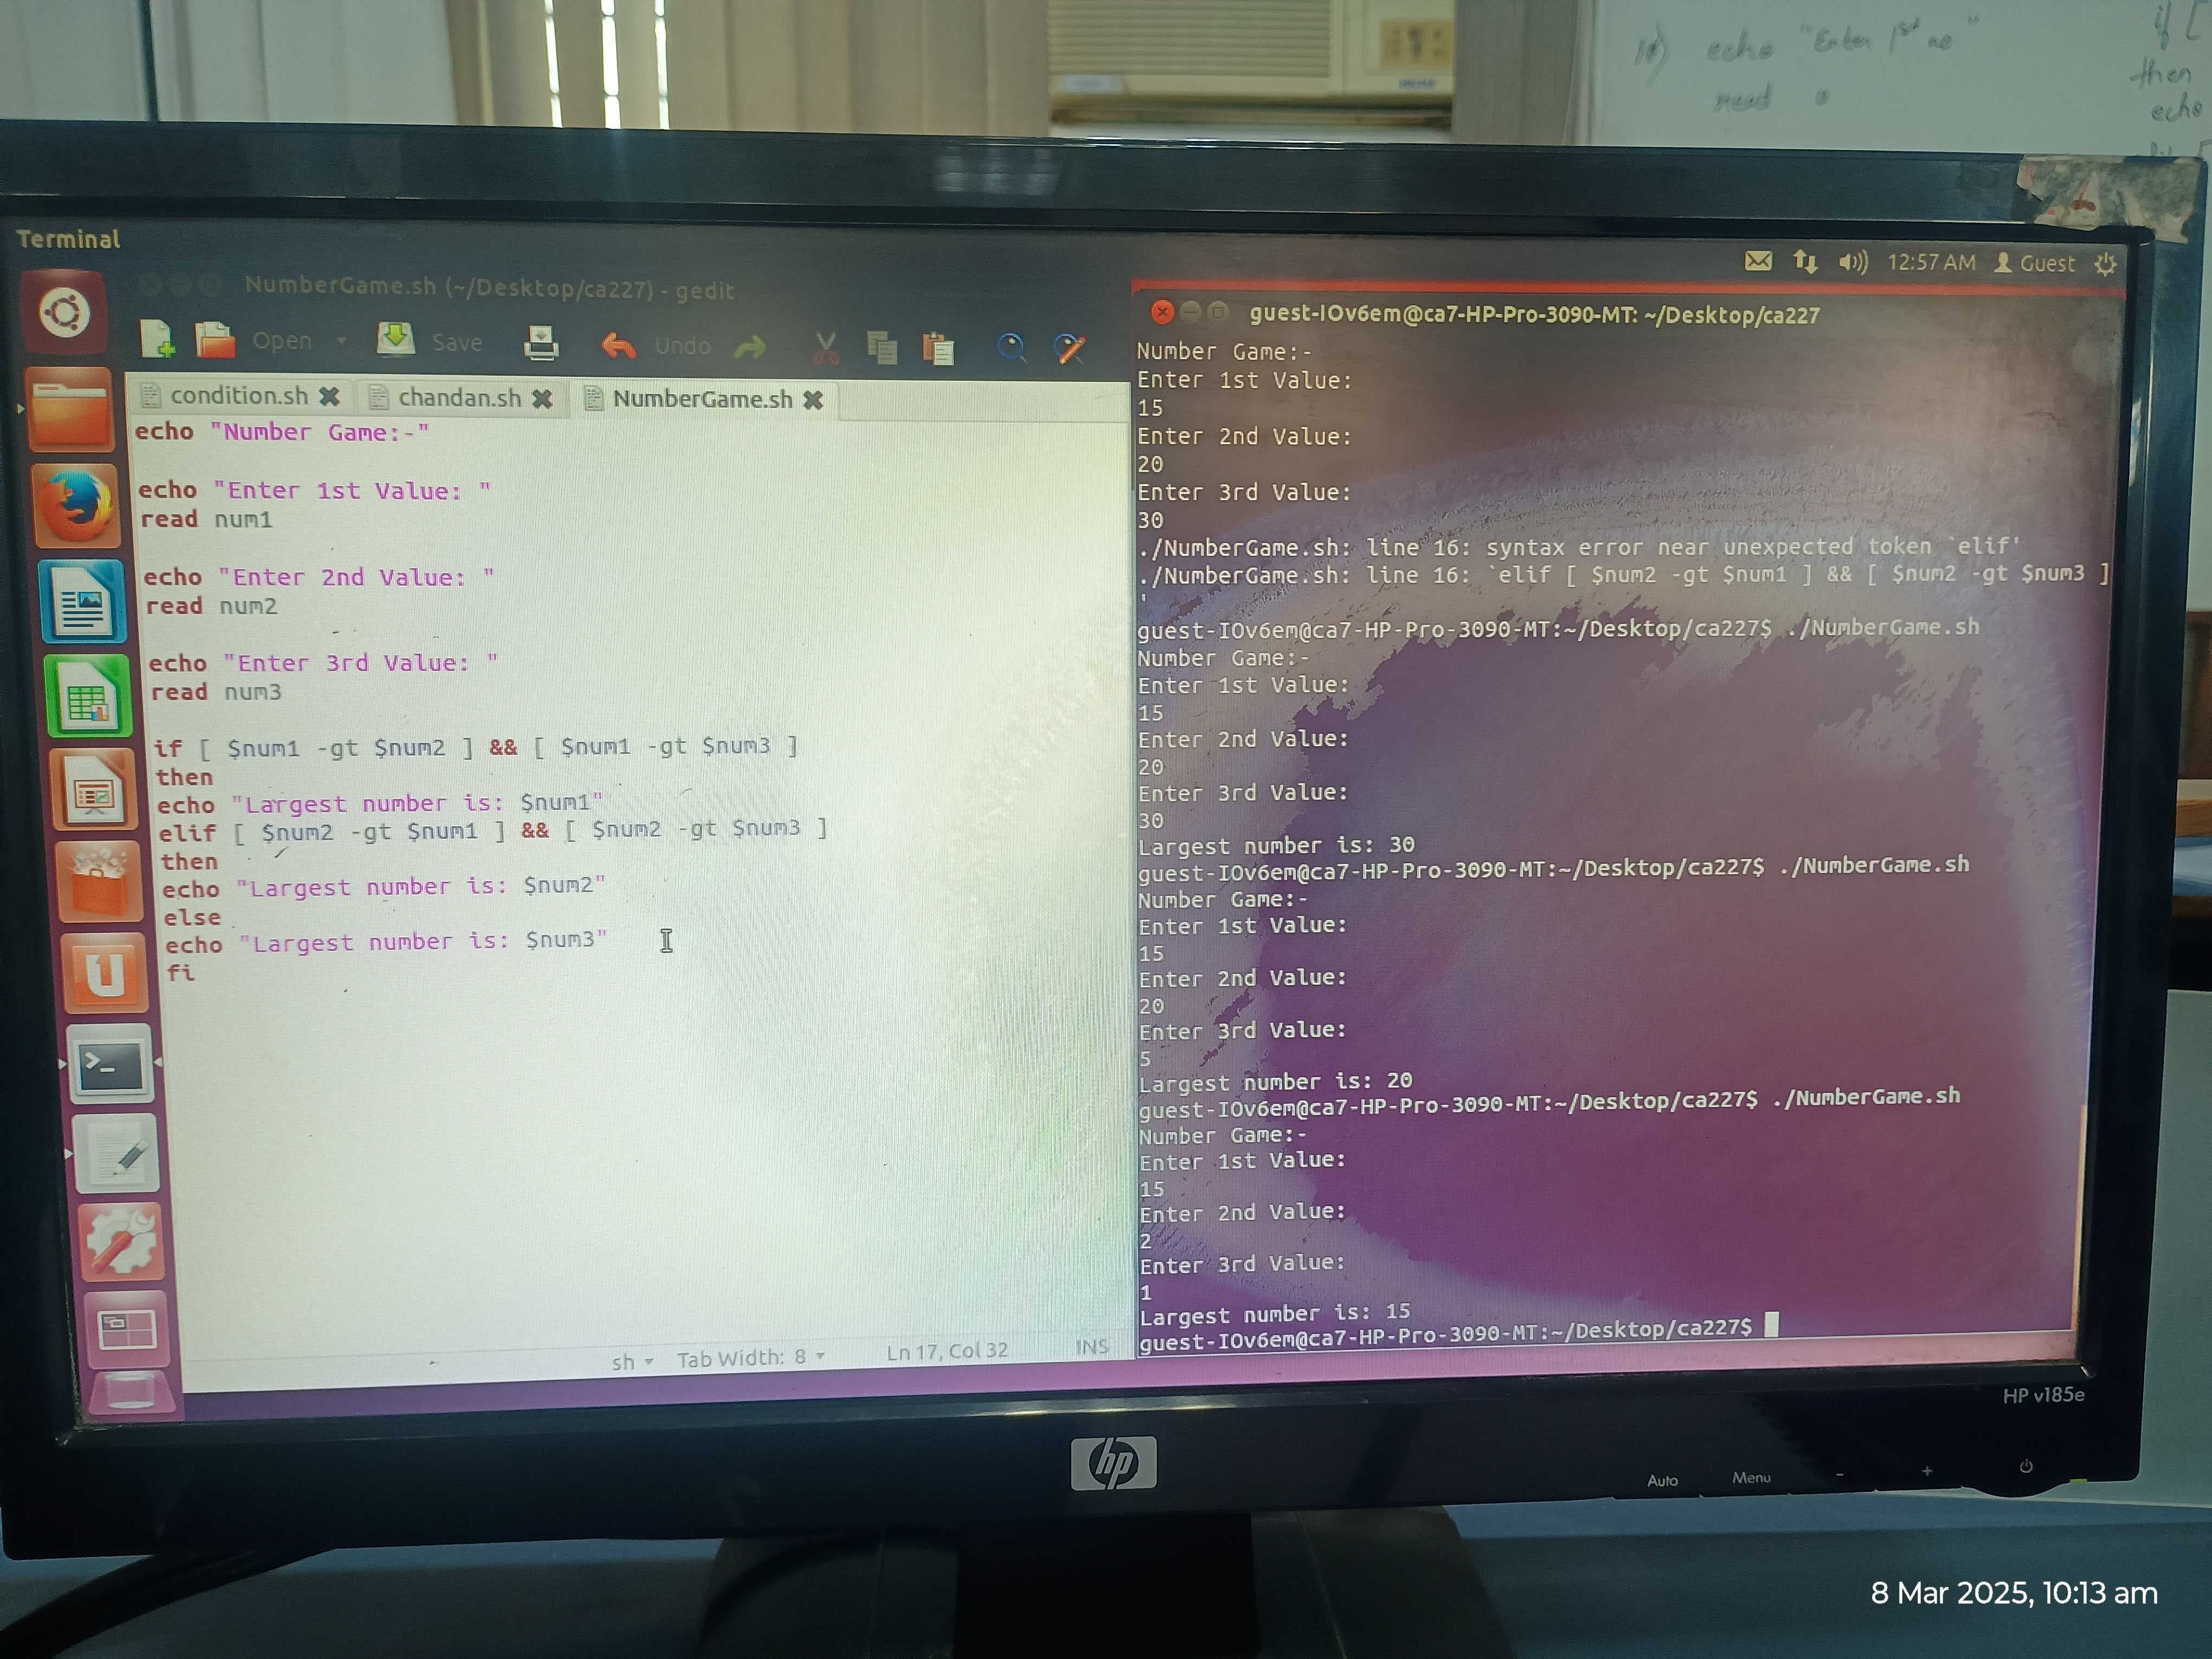 10) echo "Enter 1st no"
read a
if [
then
echo
Terminal
12:57 AM Guest
NumberGame.sh (~/Desktop/ca227) - gedit
Open Save Undo
condition.sh chandan.sh NumberGame.sh
echo "Number Game:-"
echo "Enter 1st Value: "
read num1
echo "Enter 2nd Value: "
read num2
echo "Enter 3rd Value: "
read num3
if [ $num1 -gt $num2 ] && [ $num1 -gt $num3 ]
then
echo "Largest number is: $num1"
elif [ $num2 -gt $num1 ] && [ $num2 -gt $num3 ]
then
echo "Largest number is: $num2"
else
echo "Largest number is: $num3"
fi
sh Tab Width: 8 Ln 17, Col 32 INS
guest-IOv6em@ca7-HP-Pro-3090-MT: ~/Desktop/ca227
Number Game:-
Enter 1st Value:
15
Enter 2nd Value:
20
Enter 3rd Value:
30
./NumberGame.sh: line 16: syntax error near unexpected token `elif'
./NumberGame.sh: line 16: `elif [ $num2 -gt $num1 ] && [ $num2 -gt $num3 ]
'
guest-IOv6em@ca7-HP-Pro-3090-MT:~/Desktop/ca227$ ./NumberGame.sh
Number Game:-
Enter 1st Value:
15
Enter 2nd Value:
20
Enter 3rd Value:
30
Largest number is: 30
guest-IOv6em@ca7-HP-Pro-3090-MT:~/Desktop/ca227$ ./NumberGame.sh
Number Game:-
Enter 1st Value:
15
Enter 2nd Value:
20
Enter 3rd Value:
5
Largest number is: 20
guest-IOv6em@ca7-HP-Pro-3090-MT:~/Desktop/ca227$ ./NumberGame.sh
Number Game:-
Enter 1st Value:
15
Enter 2nd Value:
2
Enter 3rd Value:
1
Largest number is: 15
guest-IOv6em@ca7-HP-Pro-3090-MT:~/Desktop/ca227$
HP v185e
hp
Auto Menu - +
8 Mar 2025, 10:13 am